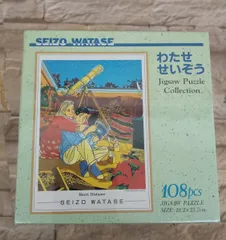 SEIZO WATASE
わたせ
せいぞう
Jigsaw Puzzle
Collection
SEIZO WATASE
108pcs
JIGSAW PUZZLE